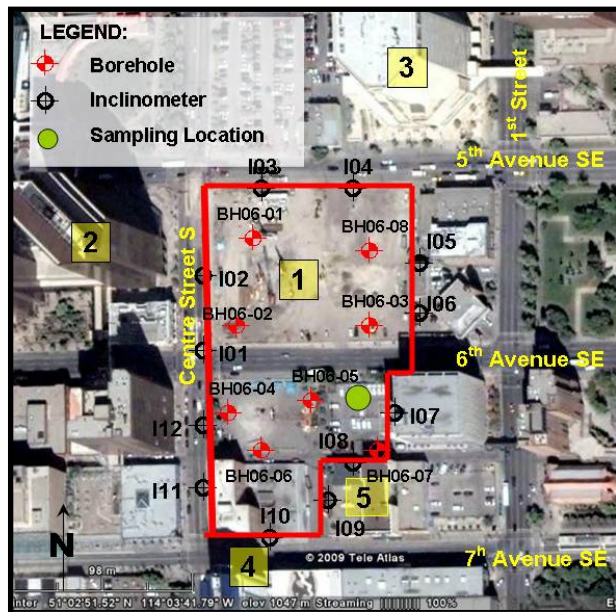 LEGEND:
Borehole
Inclinometer
Sampling Location
3
1st Street
5th Avenue SE
I03
I04
BH06-01
BH06-08
2
Centre Street S
I05
I02
1
I06
BH06-02
BH06-03
I01
6th Avenue SE
BH06-04
BH06-05
I07
I12
I08
BH06-06
BH06-07
I11
5
I09
I10
N
4
© 2009 Tele Atlas
7h Avenue SE
98 m
inter 51°02'51.52" N 114°03'41.79" W elev 1047 m Streaming 100%